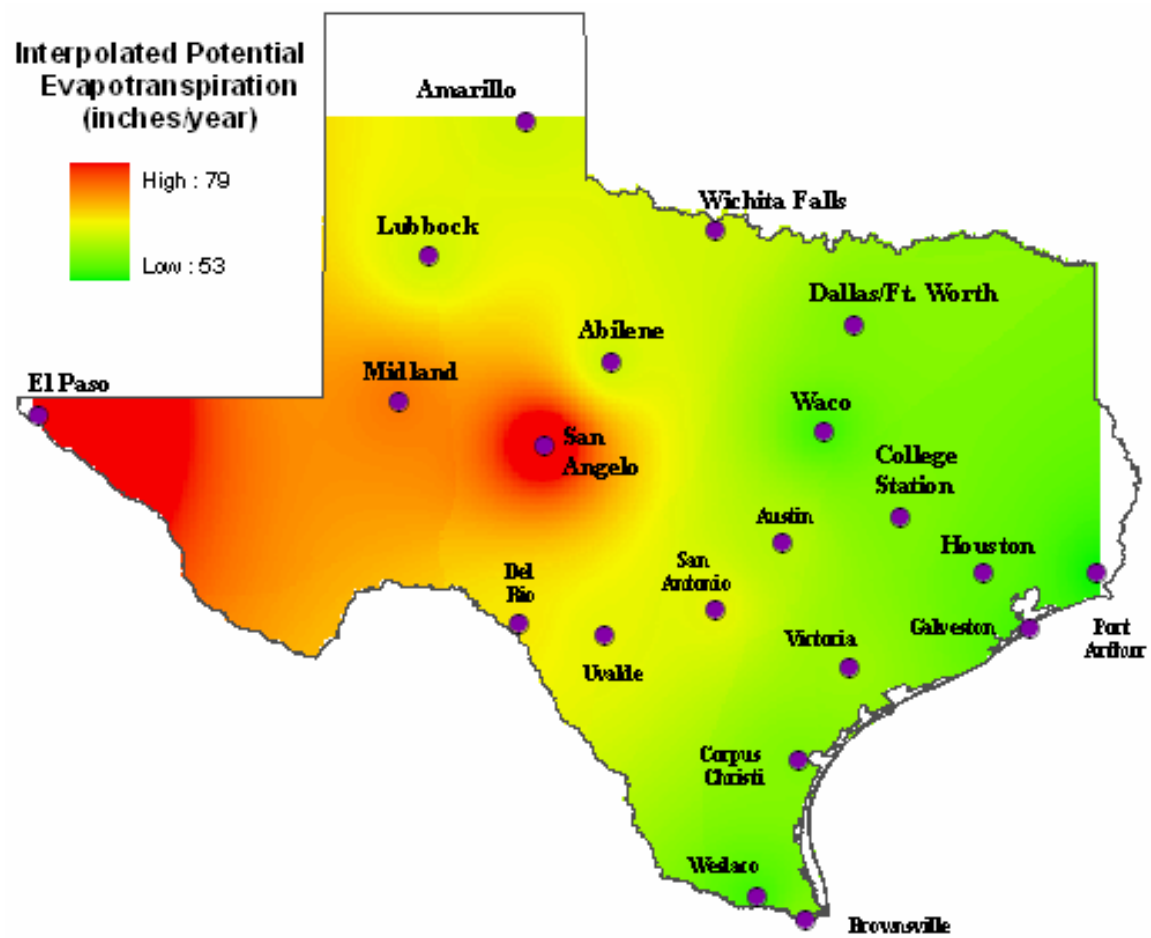 Interpolated Potential
Evapotranspiration
(inches/year)
High : 79
Low : 53
Amarillo
Wichita Falls
Lubbock
Dallas/Ft. Worth
Abilene
Midland
El Paso
Waco
San
Angelo
College
Station
Austin
Houston
San
Antonio
Del
Rio
Galveston
Port
Arthur
Victoria
Uvalde
Corpus
Christi
Weslaco
Brownsville